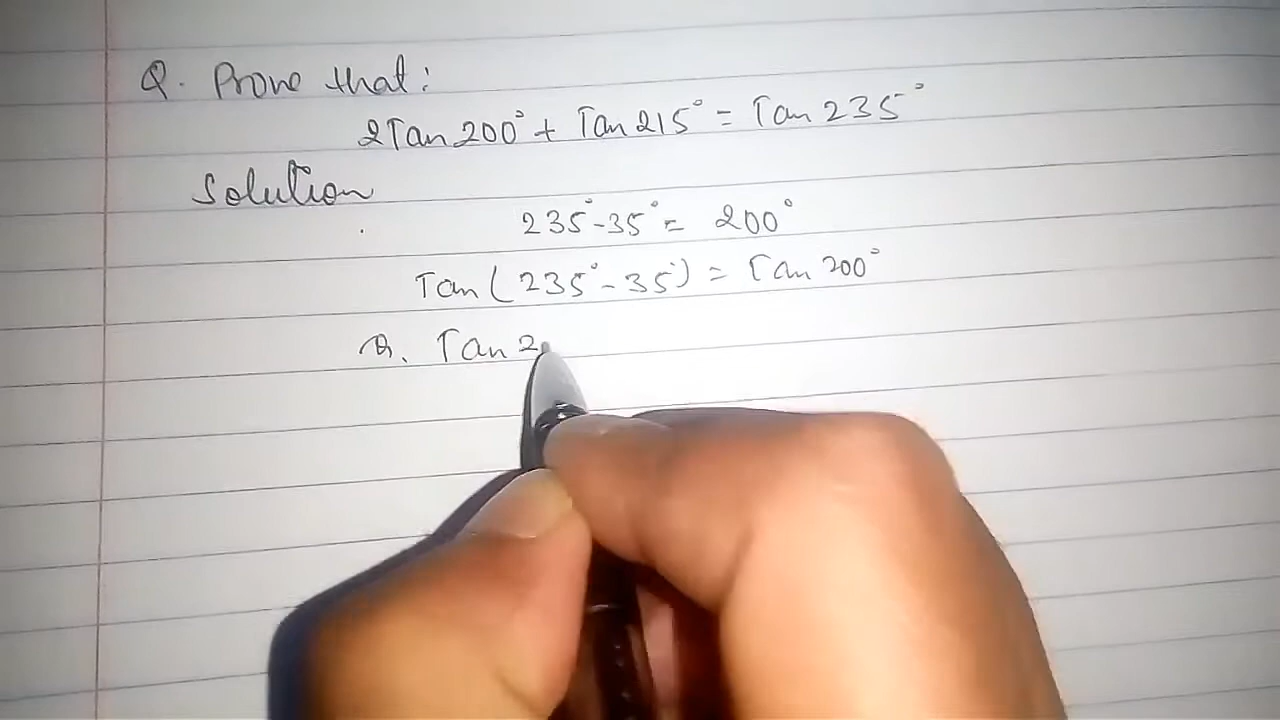 Q. Prove that:
2Tan 200° + Tan 215° = Tan 235°
Solution
235° - 35° = 200°
Tan (235° - 35°) = Tan 200°
Tan 2